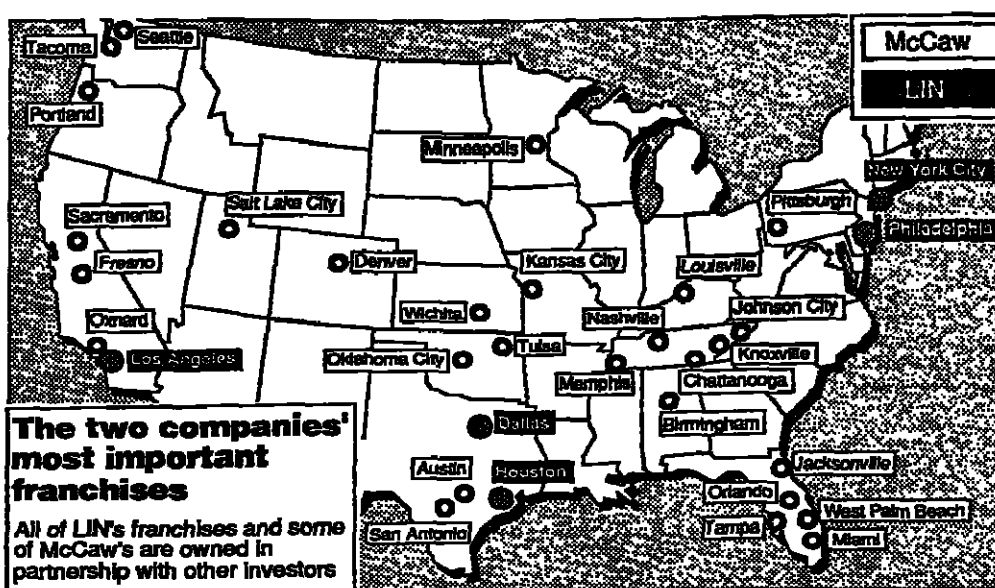 McCaw
LIN
Seattle
Tacoma
Portland
Minneapolis
New York City
Sacramento
Salt Lake City
Pittsburgh
Philadelphia
Fresno
Denver
Kansas City
Louisville
Johnson City
Oxnard
Wichita
Nashville
Los Angeles
Oklahoma City
Tulsa
Memphis
Knoxville
Chattanooga
Birmingham
Dallas
Austin
Houston
San Antonio
Jacksonville
Orlando
West Palm Beach
Tampa
Miami
The two companies'
most important
franchises
All of LIN's franchises and some
of McCaw's are owned in
partnership with other investors